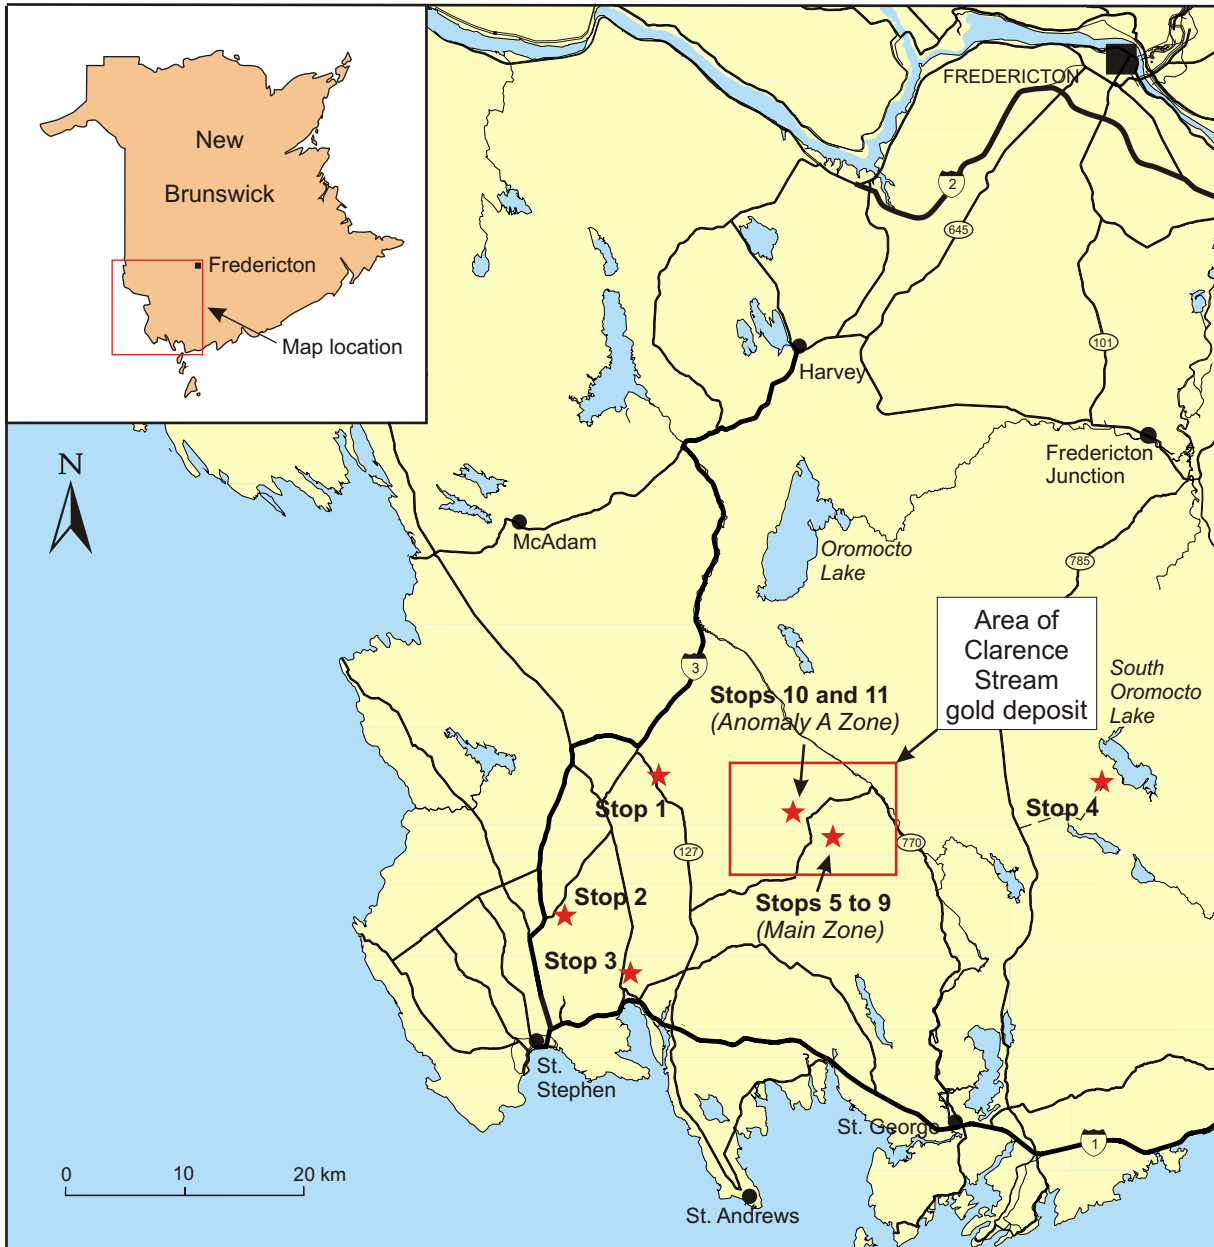 New
Brunswick
Fredericton
Map location
FREDERICTON
2
645
Harvey
101
Fredericton
Junction
N
McAdam
Oromocto
Lake
785
Area of
Clarence
Stream
gold deposit
3
South
Oromocto
Lake
Stops 10 and 11
(Anomaly A Zone)
Stop 1
Stop 4
127
770
Stop 2
Stops 5 to 9
(Main Zone)
Stop 3
St.
Stephen
St. George
1
0 10 20 km
St. Andrews